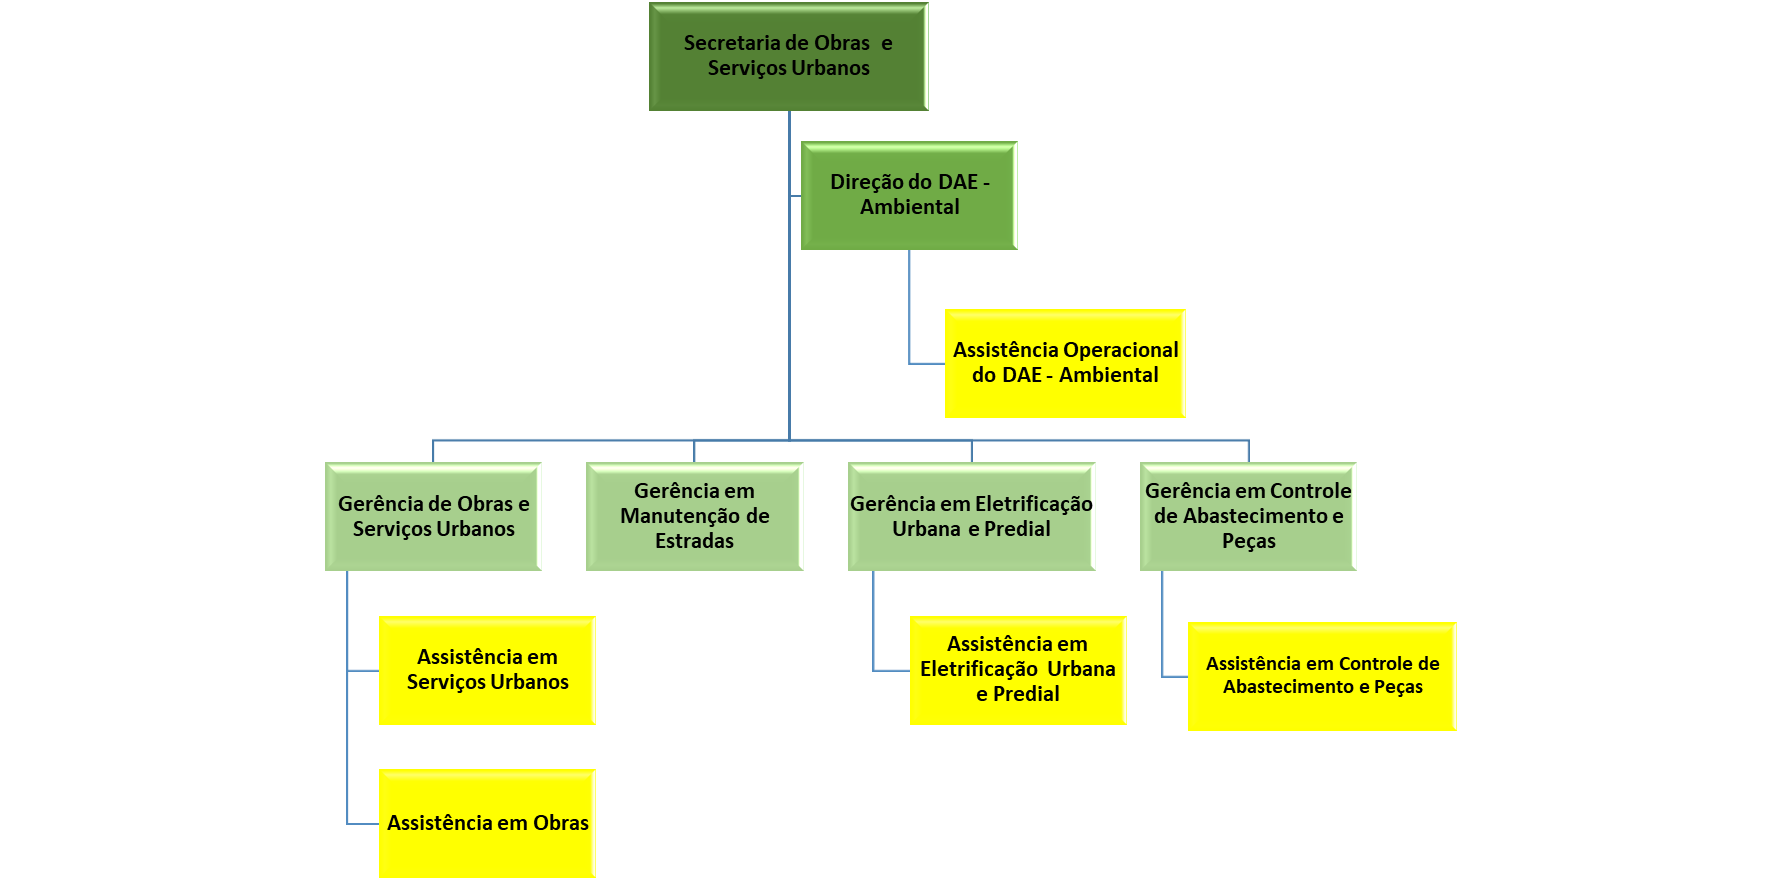 Secretaria de Obras e
Serviços Urbanos
Direção do DAE -
Ambiental
Assistência Operacional
do DAE - Ambiental
Gerência de Obras e
Serviços Urbanos
Gerência em
Manutenção de
Estradas
Gerência em Eletrificação
Urbana e Predial
Gerência em Controle
de Abastecimento e
Peças
Assistência em
Serviços Urbanos
Assistência em
Eletrificação Urbana
e Predial
Assistência em Controle de
Abastecimento e Peças
Assistência em Obras